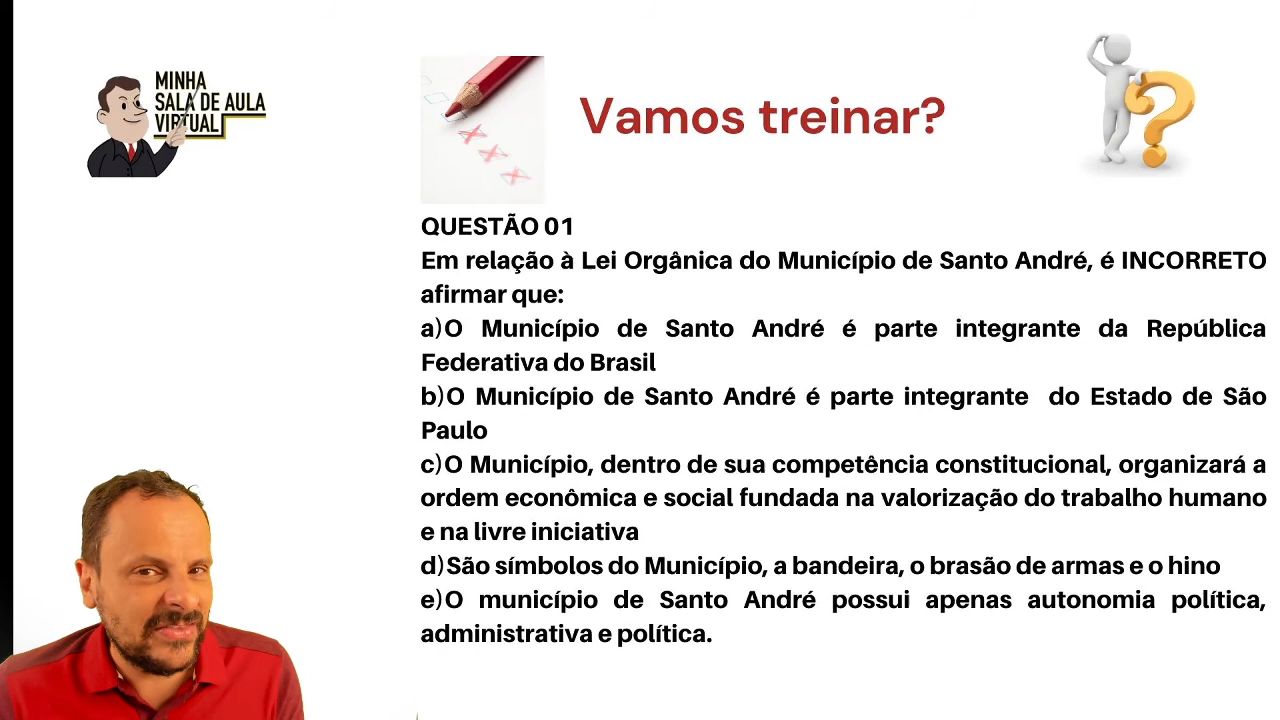 MINHA
SALA DE AULA
VIRTUAL
Vamos treinar?
QUESTÃO 01
Em relação à Lei Orgânica do Município de Santo André, é INCORRETO
afirmar que:
a)O Município de Santo André é parte integrante da República
Federativa do Brasil
b)O Município de Santo André é parte integrante do Estado de São
Paulo
c)O Município, dentro de sua competência constitucional, organizará a
ordem econômica e social fundada na valorização do trabalho humano
e na livre iniciativa
d)São símbolos do Município, a bandeira, o brasão de armas e o hino
e)O município de Santo André possui apenas autonomia política,
administrativa e política.